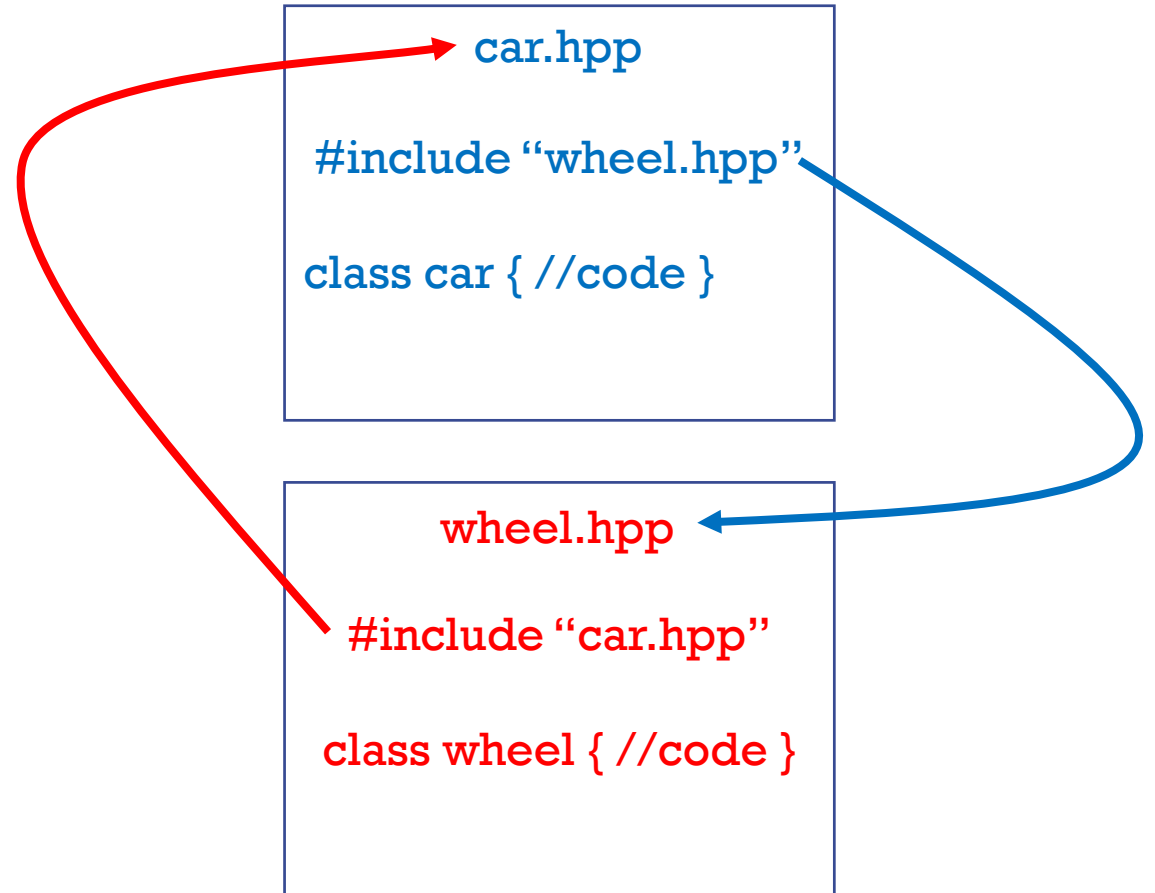 car.hpp
#include “wheel.hpp”
class car { //code }
wheel.hpp
#include “car.hpp”
class wheel { //code }